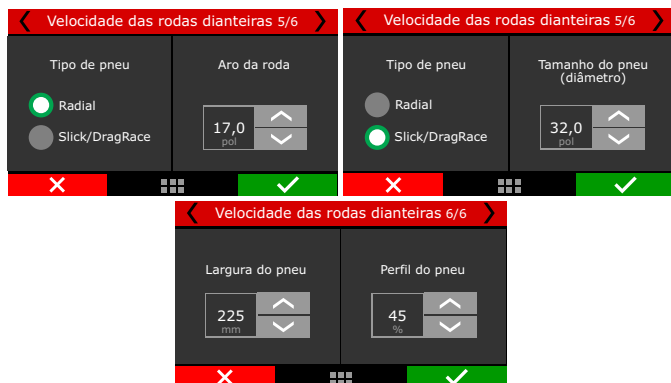 Velocidade das rodas dianteiras 5/6
Tipo de pneu
Radial
Slick/DragRace
Aro da roda
17,0
pol
Velocidade das rodas dianteiras 5/6
Tipo de pneu
Radial
Slick/DragRace
Tamanho do pneu
(diâmetro)
32,0
pol
Velocidade das rodas dianteiras 6/6
Largura do pneu
225
mm
Perfil do pneu
45
%